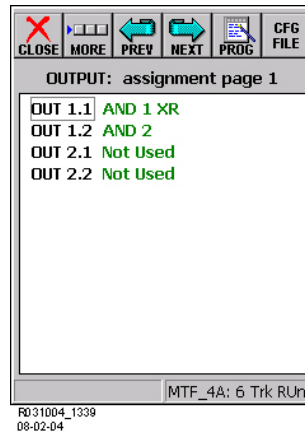 CLOSE MORE PREV NEXT PROG CFG FILE
OUTPUT: assignment page 1
OUT 1.1 AND 1 XR
OUT 1.2 AND 2
OUT 2.1 Not Used
OUT 2.2 Not Used
MTF_4A: 6 Trk RUn
R031004_1339
08-02-04